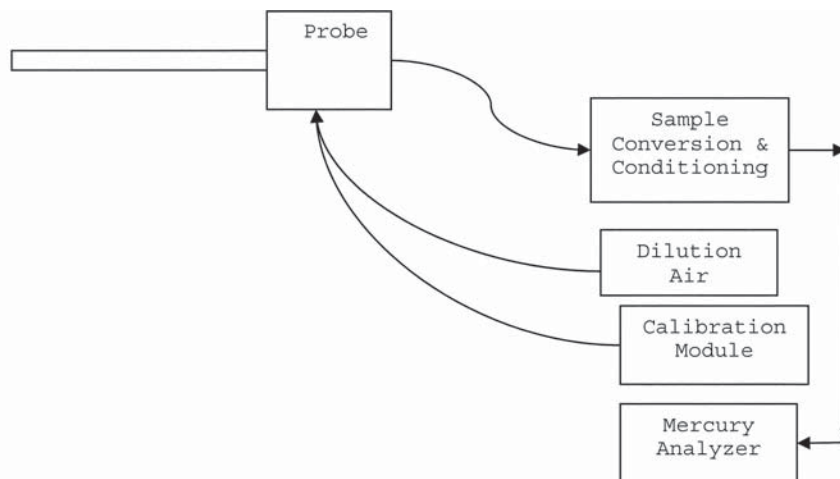 Probe
Sample
Conversion &
Conditioning
Dilution
Air
Calibration
Module
Mercury
Analyzer